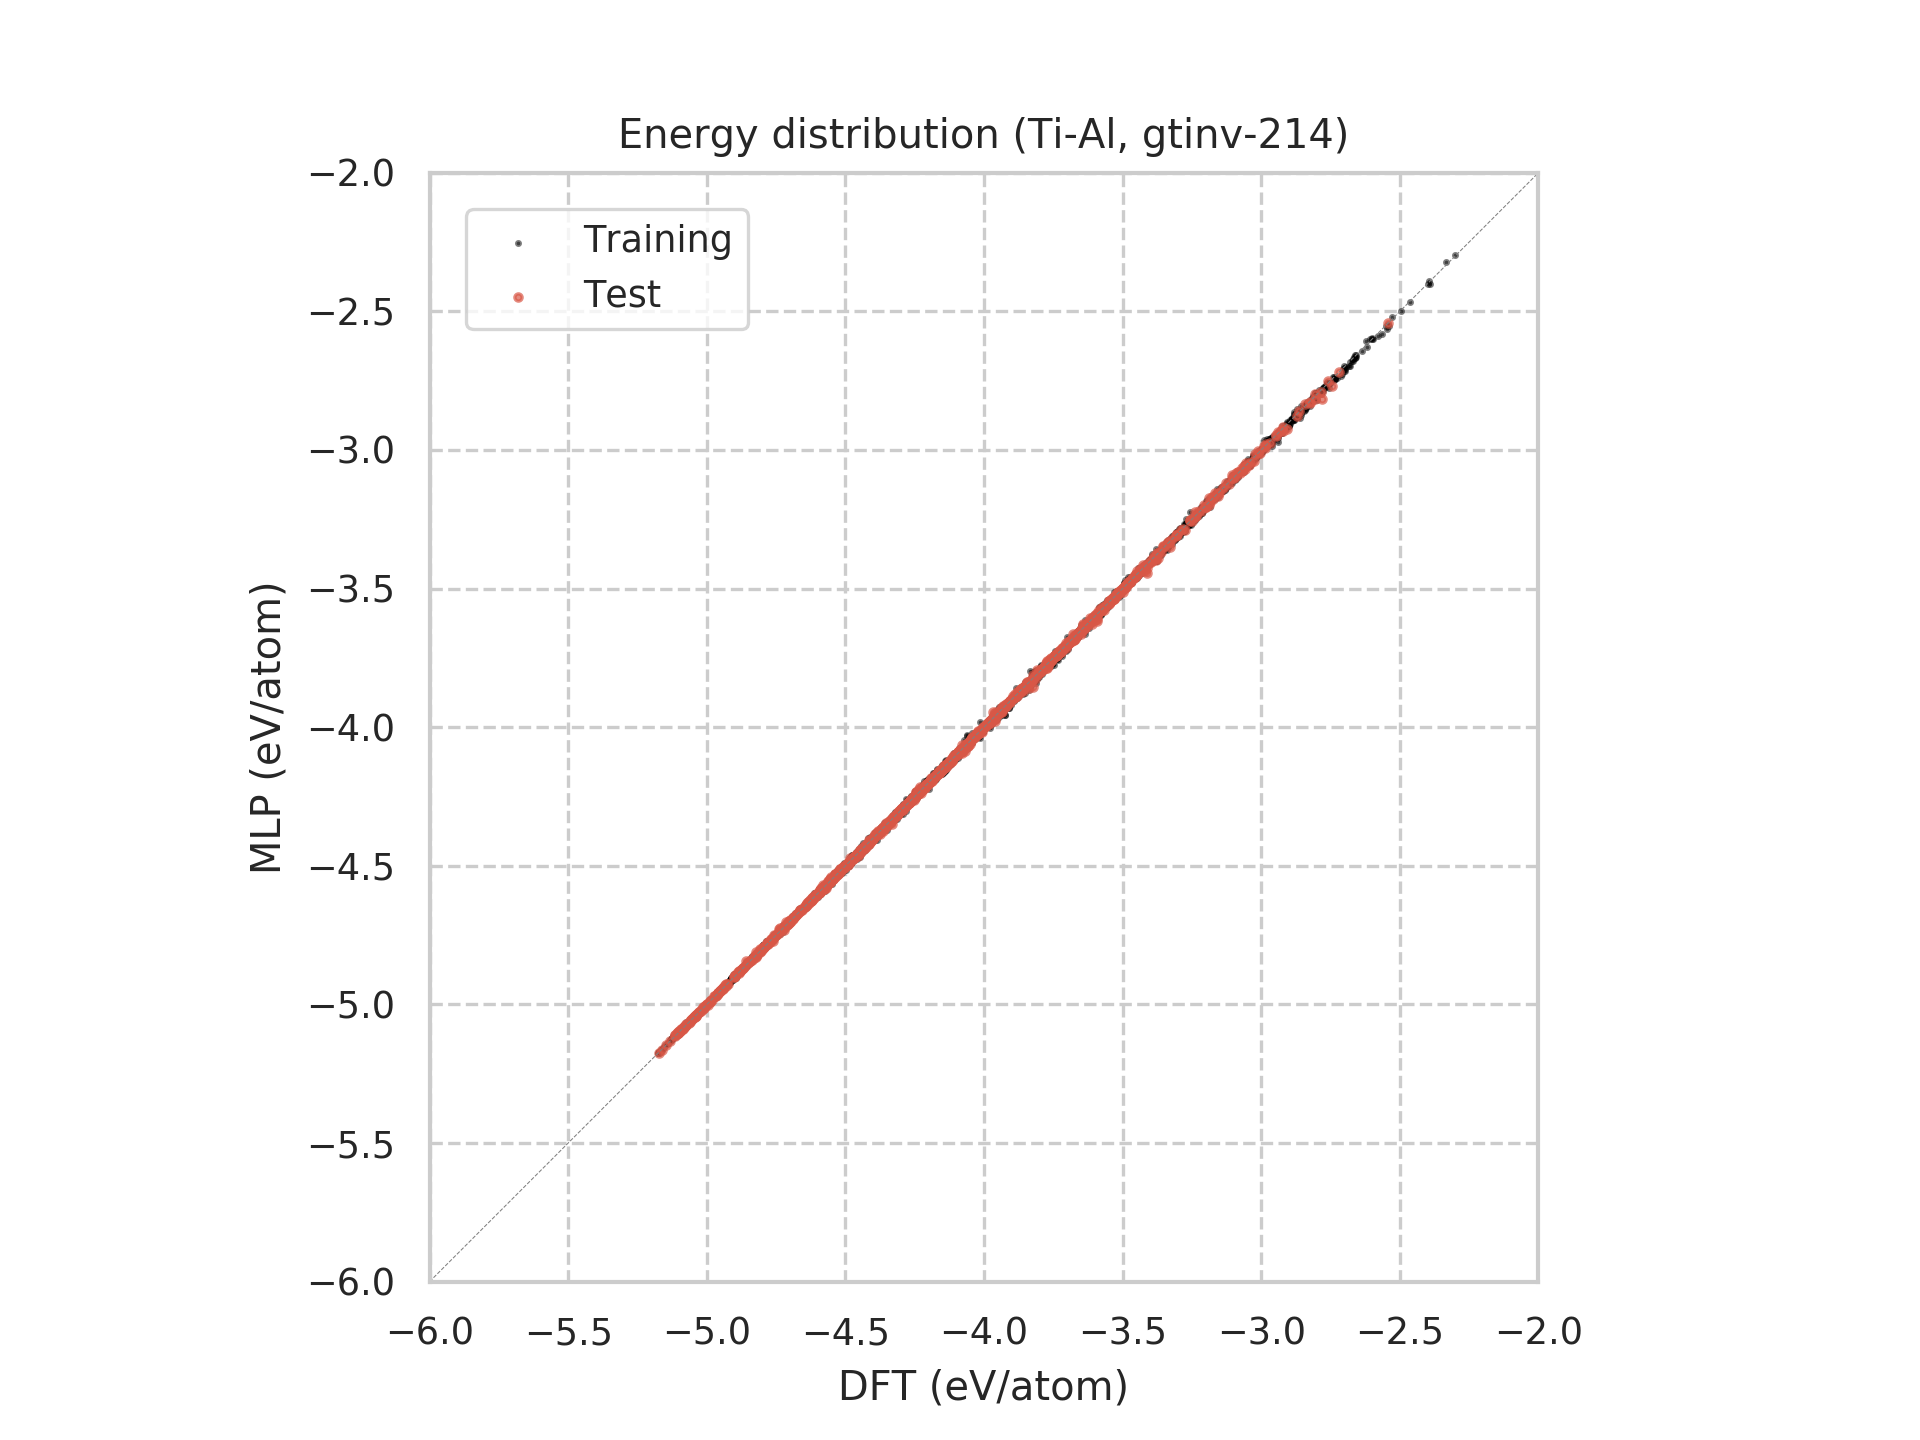 Energy distribution (Ti-Al, gtinv-214)
Training
Test
−2.0
−2.5
−3.0
−3.5
−4.0
−4.5
−5.0
−5.5
−6.0
MLP (eV/atom)
−6.0 −5.5 −5.0 −4.5 −4.0 −3.5 −3.0 −2.5 −2.0
DFT (eV/atom)